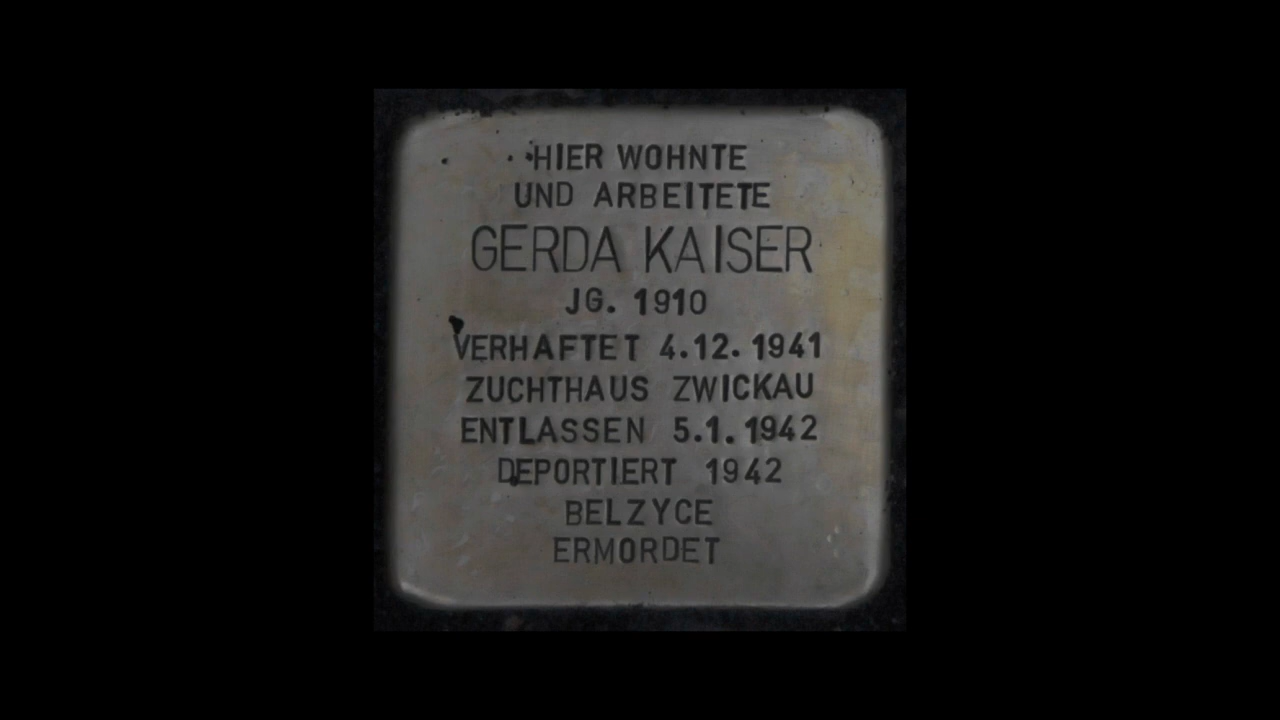 HIER WOHNTE
UND ARBEITETE
GERDA KAISER
JG. 1910
VERHAFTET 4.12.1941
ZUCHTHAUS ZWICKAU
ENTLASSEN 5.1.1942
DEPORTIERT 1942
BELZYCE
ERMORDET